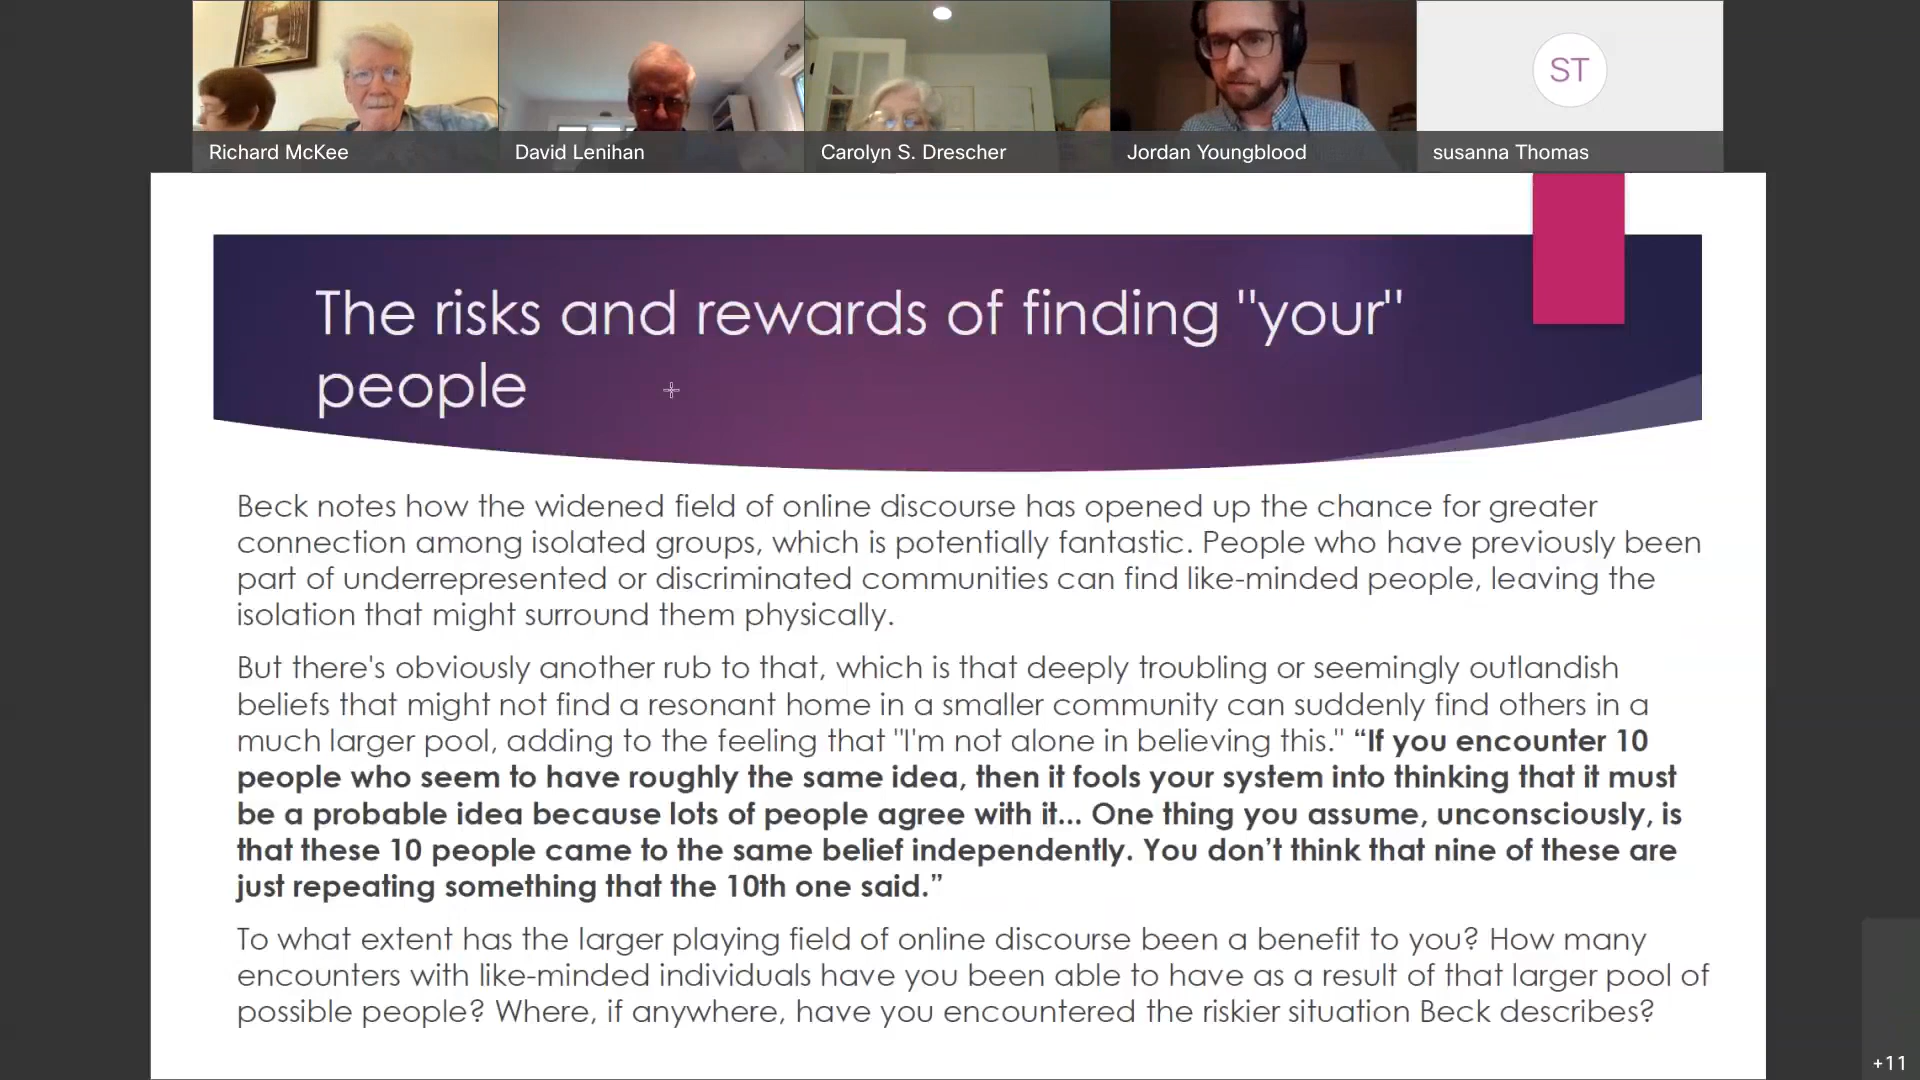 Richard McKee
David Lenihan
Carolyn S. Drescher
Jordan Youngblood
ST
susanna Thomas
The risks and rewards of finding "your"
people
Beck notes how the widened field of online discourse has opened up the chance for greater
connection among isolated groups, which is potentially fantastic. People who have previously been
part of underrepresented or discriminated communities can find like-minded people, leaving the
isolation that might surround them physically.
But there's obviously another rub to that, which is that deeply troubling or seemingly outlandish
beliefs that might not find a resonant home in a smaller community can suddenly find others in a
much larger pool, adding to the feeling that "I'm not alone in believing this." “If you encounter 10
people who seem to have roughly the same idea, then it fools your system into thinking that it must
be a probable idea because lots of people agree with it... One thing you assume, unconsciously, is
that these 10 people came to the same belief independently. You don’t think that nine of these are
just repeating something that the 10th one said.”
To what extent has the larger playing field of online discourse been a benefit to you? How many
encounters with like-minded individuals have you been able to have as a result of that larger pool of
possible people? Where, if anywhere, have you encountered the riskier situation Beck describes?
+11